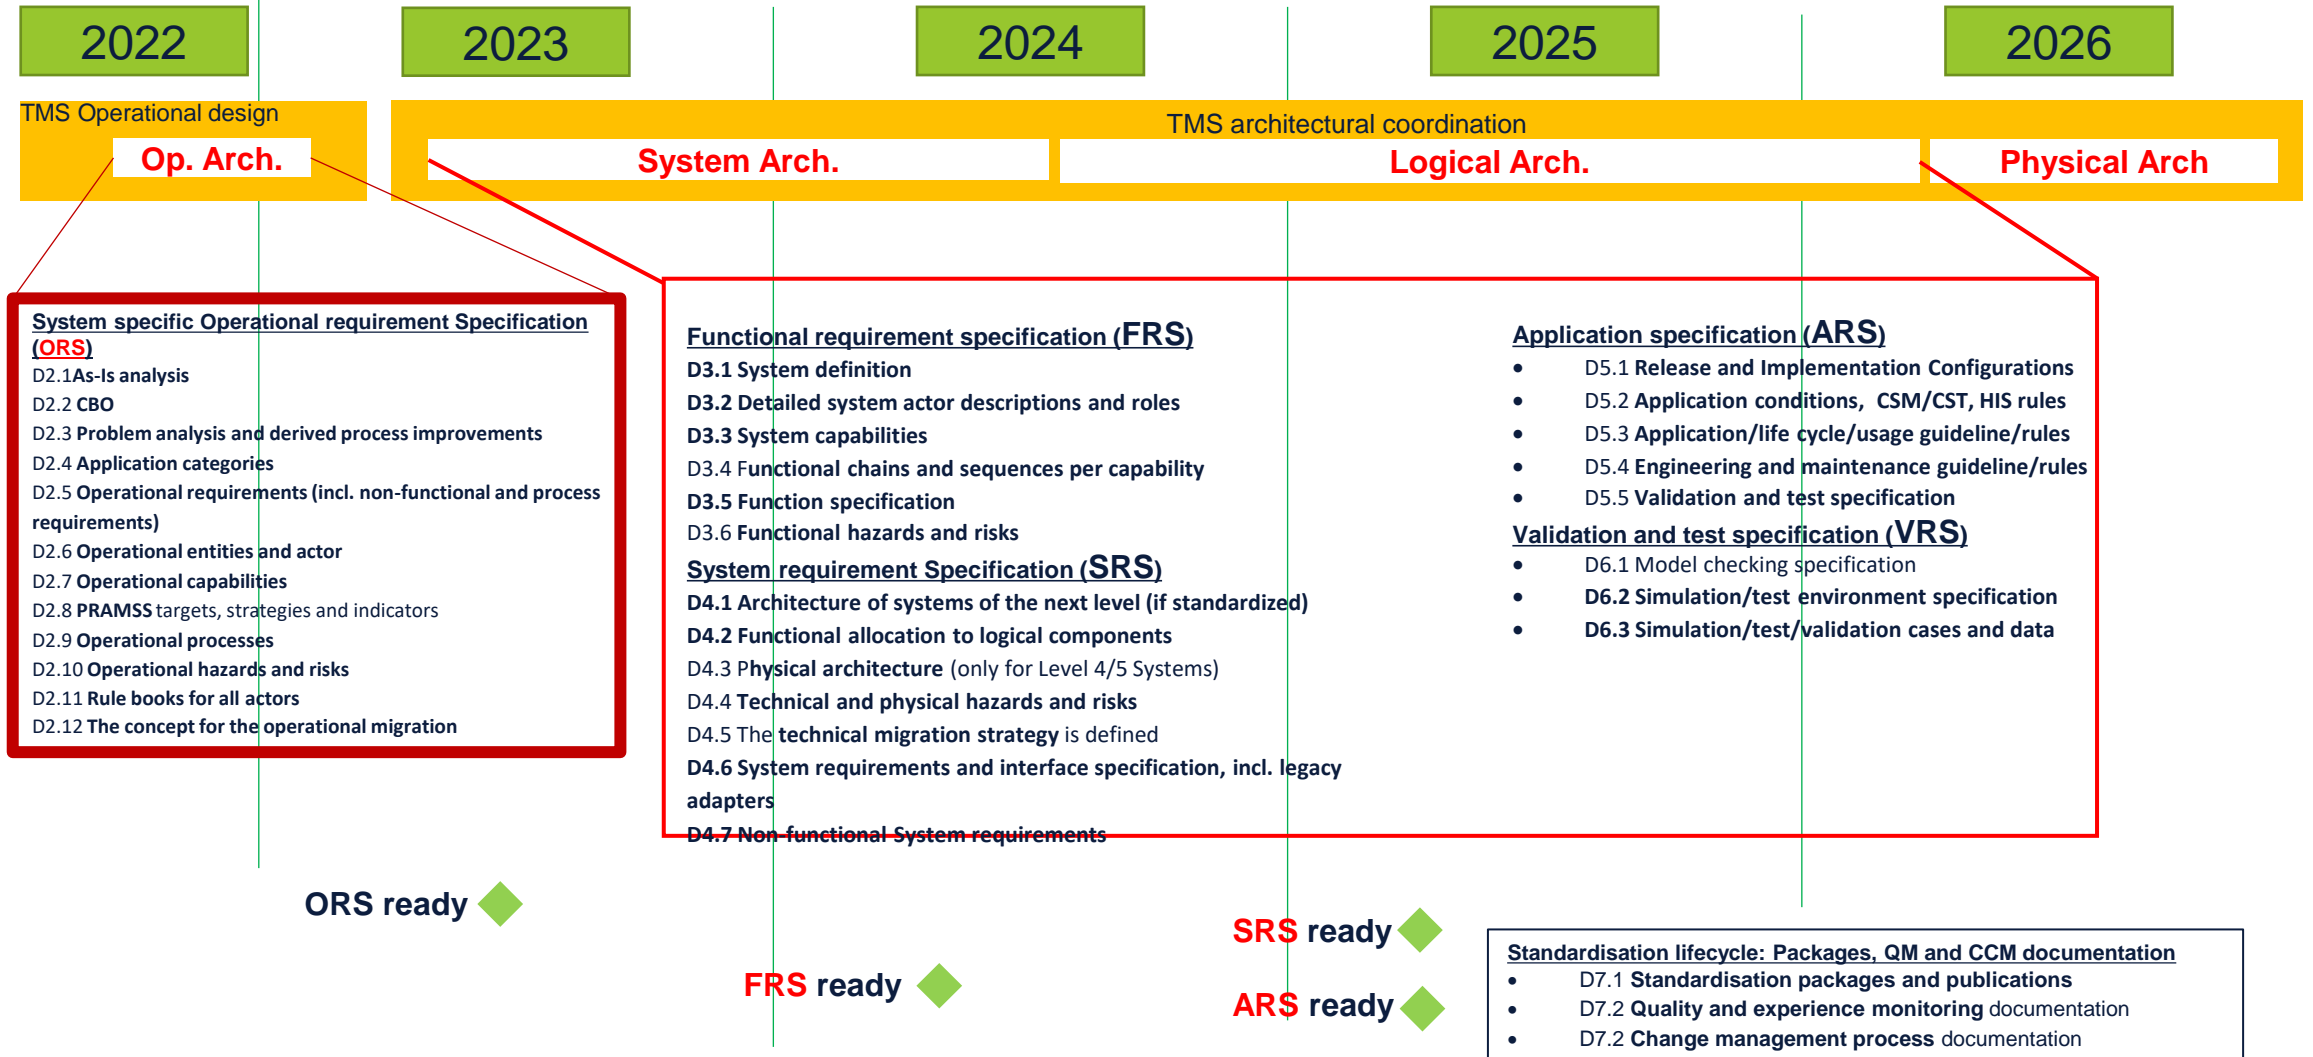 2022
2023
2024
2025
2026
TMS Operational design
TMS architectural coordination
Op. Arch.
System Arch.
Logical Arch.
Physical Arch
System specific Operational requirement Specification
(ORS)
D2.1As-Is analysis
D2.2 CBO
D2.3 Problem analysis and derived process improvements
D2.4 Application categories
D2.5 Operational requirements (incl. non-functional and process
requirements)
D2.6 Operational entities and actor
D2.7 Operational capabilities
D2.8 PRAMSS targets, strategies and indicators
D2.9 Operational processes
D2.10 Operational hazards and risks
D2.11 Rule books for all actors
D2.12 The concept for the operational migration
Functional requirement specification (FRS)
D3.1 System definition
D3.2 Detailed system actor descriptions and roles
D3.3 System capabilities
D3.4 Functional chains and sequences per capability
D3.5 Function specification
D3.6 Functional hazards and risks
System requirement Specification (SRS)
D4.1 Architecture of systems of the next level (if standardized)
D4.2 Functional allocation to logical components
D4.3 Physical architecture (only for Level 4/5 Systems)
D4.4 Technical and physical hazards and risks
D4.5 The technical migration strategy is defined
D4.6 System requirements and interface specification, incl. legacy
adapters
D4.7 Non-functional System requirements
Application specification (ARS)
• D5.1 Release and Implementation Configurations
• D5.2 Application conditions, CSM/CST, HIS rules
• D5.3 Application/life cycle/usage guideline/rules
• D5.4 Engineering and maintenance guideline/rules
• D5.5 Validation and test specification
Validation and test specification (VRS)
• D6.1 Model checking specification
• D6.2 Simulation/test environment specification
• D6.3 Simulation/test/validation cases and data
ORS ready
FRS ready
SRS ready
ARS ready
Standardisation lifecycle: Packages, QM and CCM documentation
• D7.1 Standardisation packages and publications
• D7.2 Quality and experience monitoring documentation
• D7.2 Change management process documentation